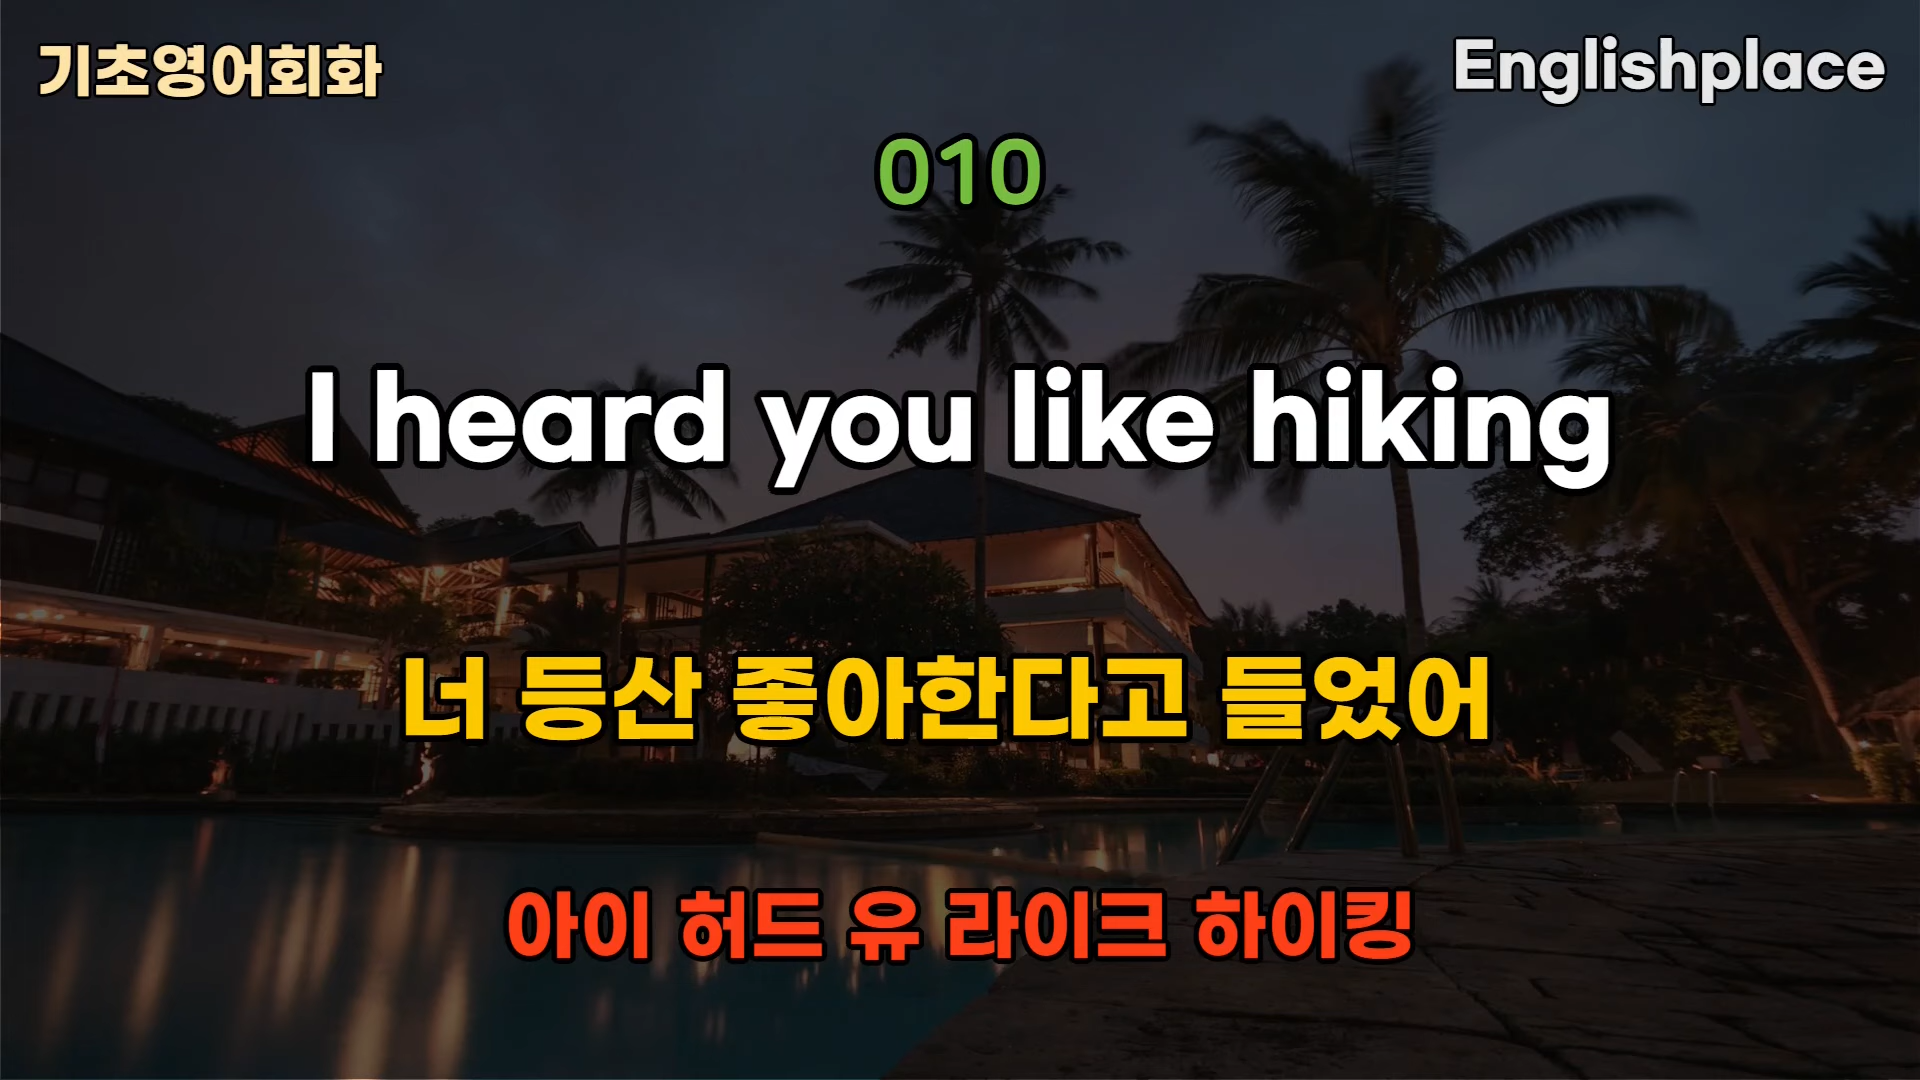 기초영어회화
Englishplace
010
I heard you like hiking
너 등산 좋아한다고 들었어
아이 허드 유 라이크 하이킹